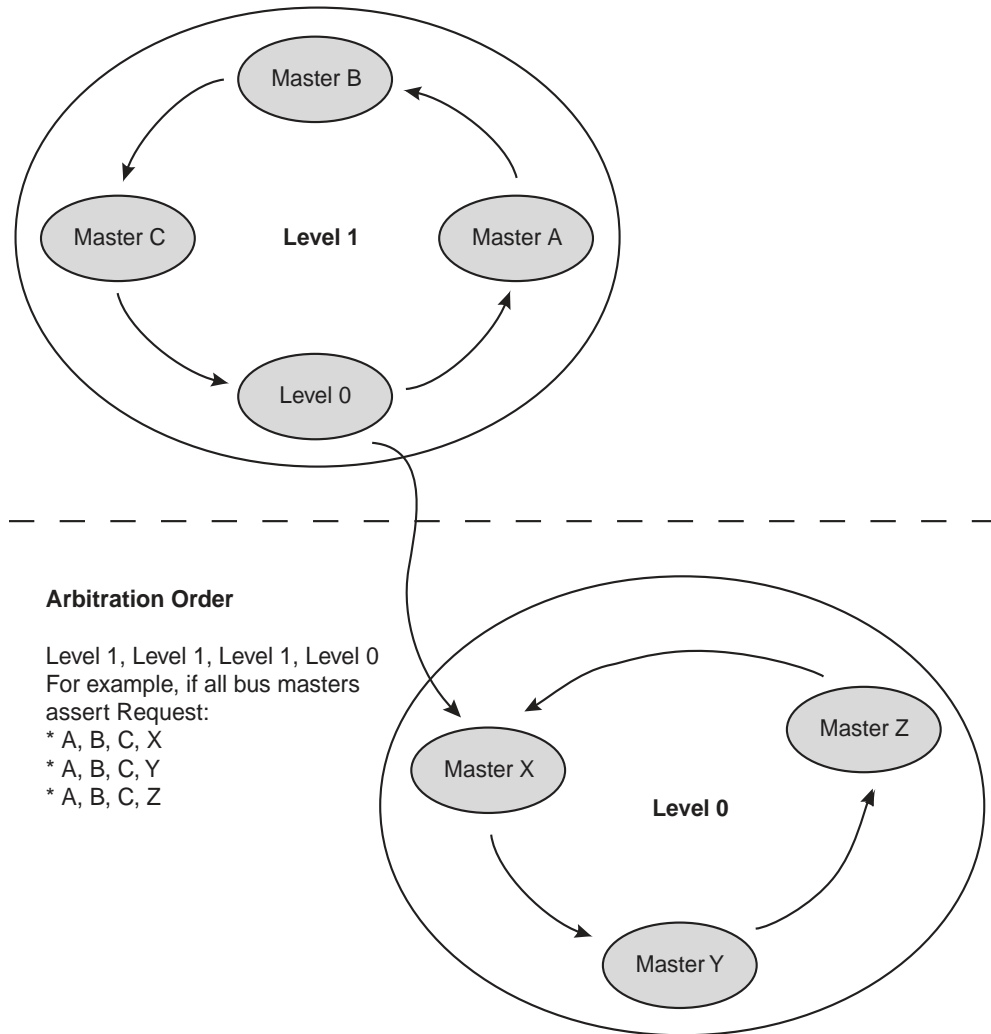 Master B
Master C
Level 1
Master A
Level 0
Arbitration Order
Level 1, Level 1, Level 1, Level 0
For example, if all bus masters
assert Request:
* A, B, C, X
* A, B, C, Y
* A, B, C, Z
Master Z
Master X
Level 0
Master Y